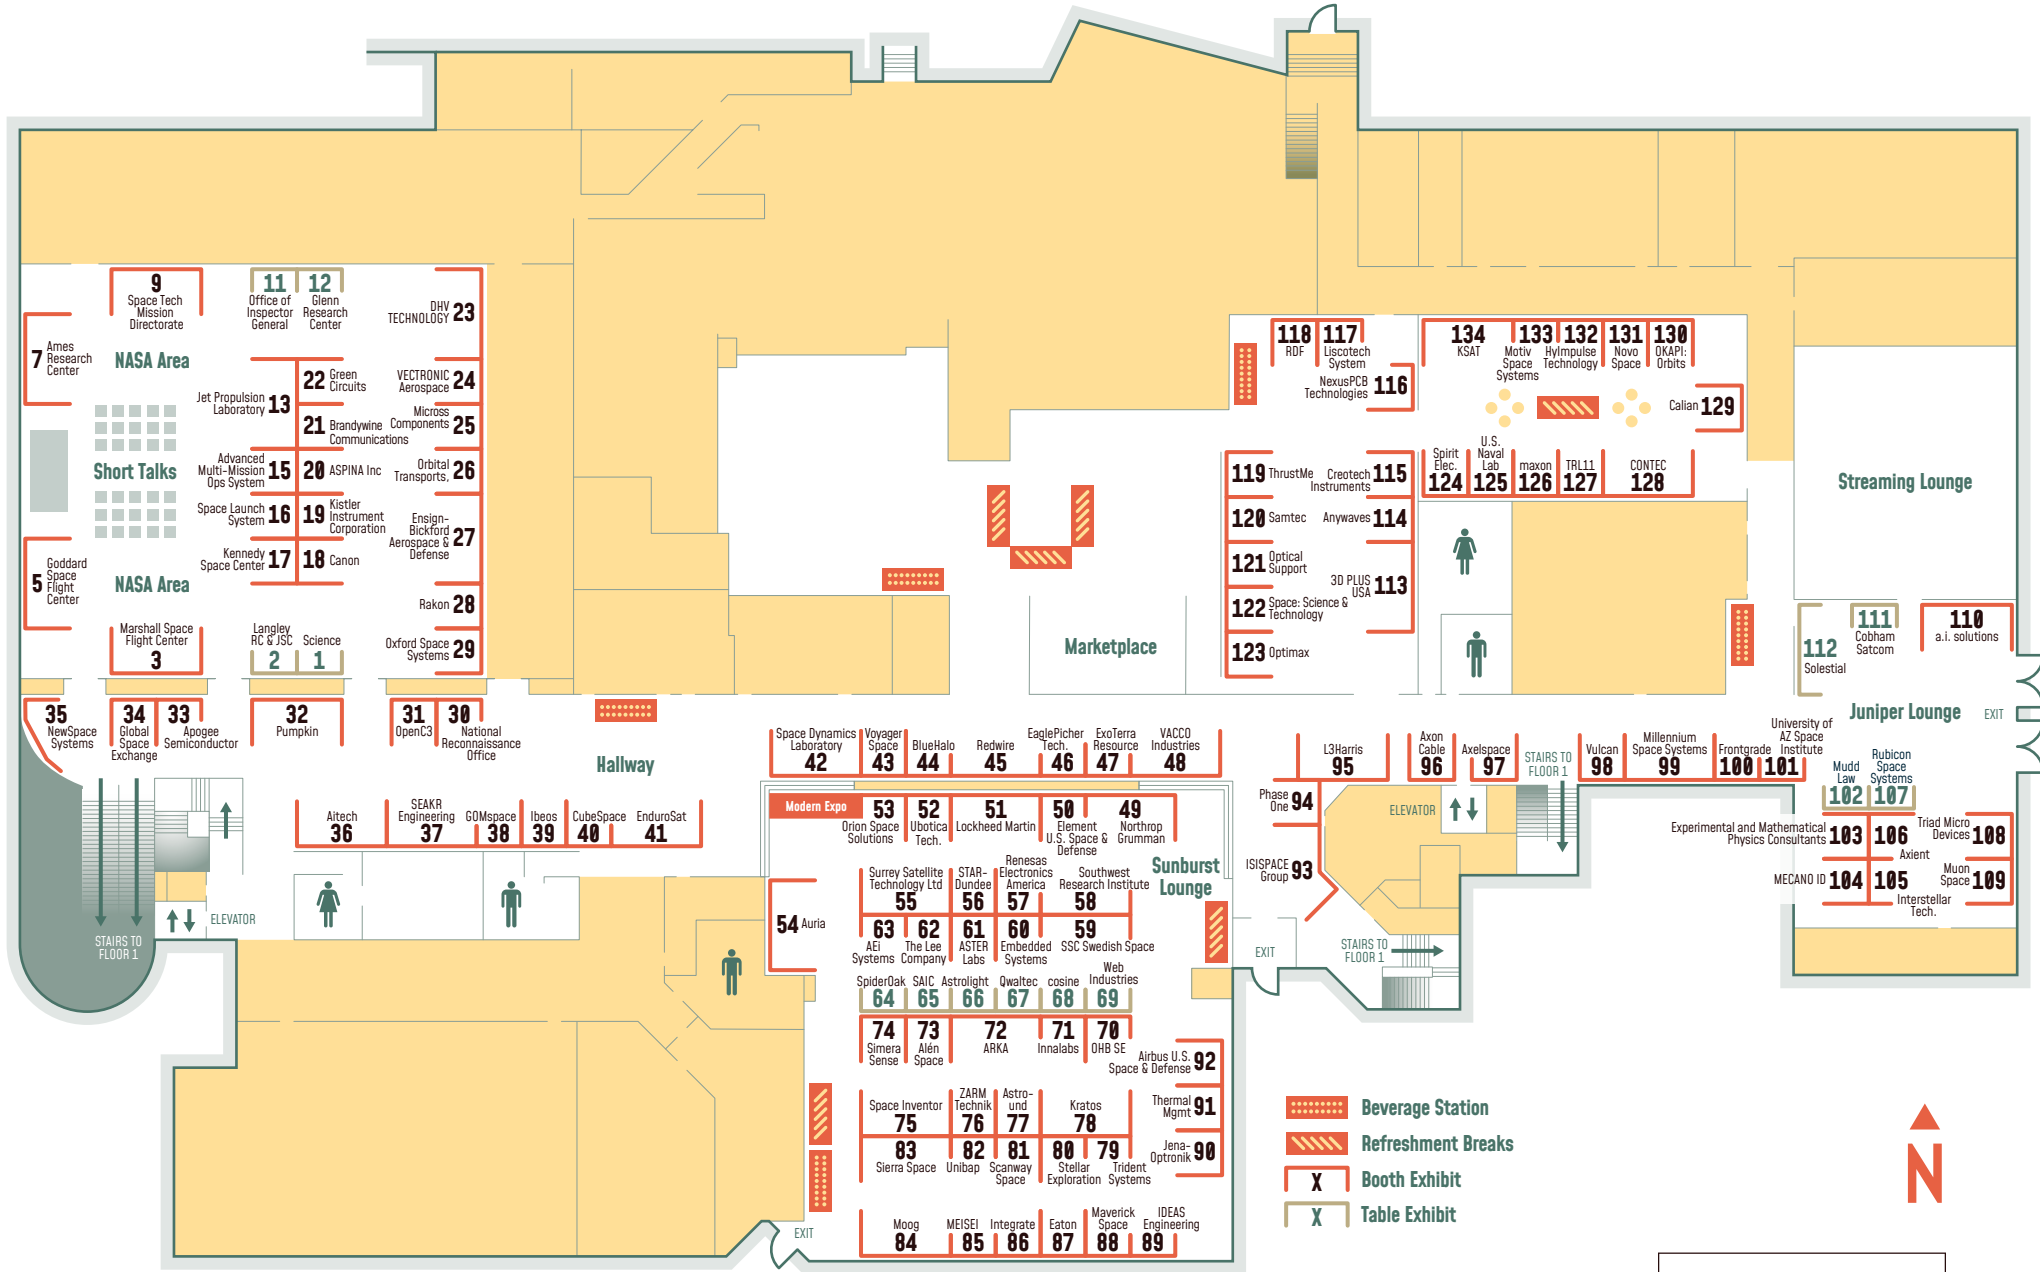 9
Space Tech
Mission
Directorate
11
Office of
Inspector
General
12
Glenn
Research
Center
DHV
TECHNOLOGY 23
7 Ames
Research
Center
NASA Area
22 Green
Circuits
VECTRONIC
Aerospace 24
Jet Propulsion
Laboratory 13
21 Brandywine
Communications
Micross
Components 25
Short Talks
Advanced
Multi-Mission
Ops System 15
20 ASPINA Inc
Orbital
Transports, 26
Space Launch
System 16
19 Kistler
Instrument
Corporation
Ensign-
Bickford
Aerospace &
Defense 27
Kennedy
Space Center 17
18 Canon
5 Goddard
Space
Flight
Center
NASA Area
Rakon 28
Marshall Space
Flight Center
3
Langley
RC & JSC
2
Science
1
Oxford Space
Systems 29
35
NewSpace
Systems
34
Global
Space
Exchange
33
Apogee
Semiconductor
32
Pumpkin
31
OpenC3
30
National
Reconnaissance
Office
Hallway
Aitech
36
SEAKR
Engineering
37
GOMspace
38
Ibeos
39
CubeSpace
40
EnduroSat
41
STAIRS TO
FLOOR 1
ELEVATOR
Space Dynamics
Laboratory
42
Voyager
Space
43
BlueHalo
44
Redwire
45
EaglePicher
Tech.
46
ExoTerra
Resource
47
VACCO
Industries
48
Modern Expo
53
Orion Space
Solutions
52
Ubotica
Tech.
51
Lockheed Martin
50
Element
U.S. Space &
Defense
49
Northrop
Grumman
Sunburst
Lounge
54 Auria
Surrey Satellite
Technology Ltd
55
STAR-
Dundee
56
Renesas
Electronics
America
57
Southwest
Research Institute
58
63
AEi
Systems
62
The Lee
Company
61
ASTER
Labs
60
Embedded
Systems
59
SSC Swedish Space
SpiderOak
64
SAIC
65
Astrolight
66
Qwaltec
67
cosine
68
Web
Industries
69
74
Simera
Sense
73
Alén
Space
72
ARKA
71
Innalabs
70
OHB SE
Airbus U.S.
Space & Defense 92
Space Inventor
75
ZARM
Technik
76
Astro-
und
77
Kratos
78
Thermal
Mgmt 91
83
Sierra Space
82
Unibap
81
Scanway
Space
80
Stellar
Exploration
79
Trident
Systems
Jena-
Optronik 90
Moog
84
MEISEI
85
Integrate
86
Eaton
87
Maverick
Space
88
IDEAS
Engineering
89
EXIT
Marketplace
118
RDF
117
Liscotech
System
NexusPCB
Technologies 116
119 ThrustMe
Creotech
Instruments 115
120 Samtec
Anywaves 114
121 Optical
Support
3D PLUS
USA 113
122 Space: Science &
Technology
123 Optimax
134
KSAT
133
Motiv
Space
Systems
132
HyImpulse
Technology
131
Novo
Space
130
OKAPI:
Orbits
Calian 129
Spirit
Elec.
124
U.S.
Naval
Lab
125
maxon
126
TRL11
127
CONTEC
128
Streaming Lounge
112
Solestial
111
Cobham
Satcom
110
a.i. solutions
Juniper Lounge
EXIT
L3Harris
95
Axon
Cable
96
Axelspace
97
STAIRS TO
FLOOR 1
Vulcan
98
Millennium
Space Systems
99
Frontgrade
100
University of
AZ Space
Institute
101
Mudd
Law
102
Rubicon
Space
Systems
107
Phase
One 94
ELEVATOR
ISISPACE
Group 93
Experimental and Mathematical
Physics Consultants 103
106
Axient
Triad Micro
Devices 108
MECANO ID 104
105
Interstellar
Tech.
Muon
Space 109
EXIT
STAIRS TO
FLOOR 1
Beverage Station
Refreshment Breaks
X Booth Exhibit
X Table Exhibit
N